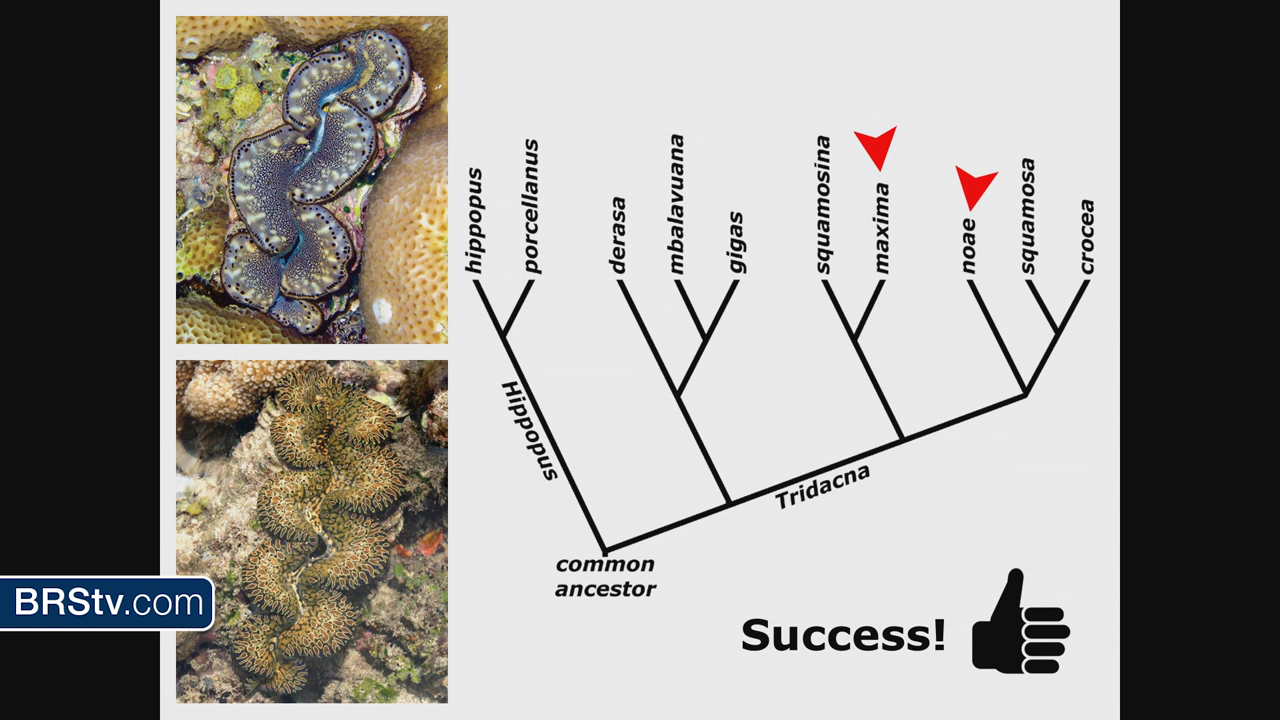 hippopus
porcellanus
derasa
mbalavuana
gigas
squamosina
maxima
noae
squamosa
crocea
Hippopus
Tridacna
common
ancestor
BRStv.com
Success!